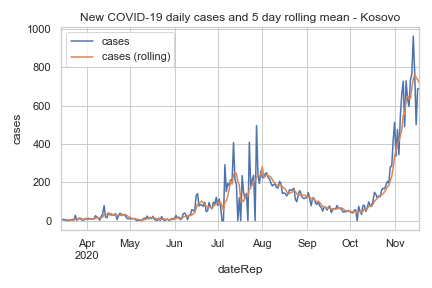 New COVID-19 daily cases and 5 day rolling mean - Kosovo
cases
cases (rolling)
1000
800
600
400
200
0
cases
Apr
2020
May
Jun
Jul
Aug
Sep
Oct
Nov
dateRep